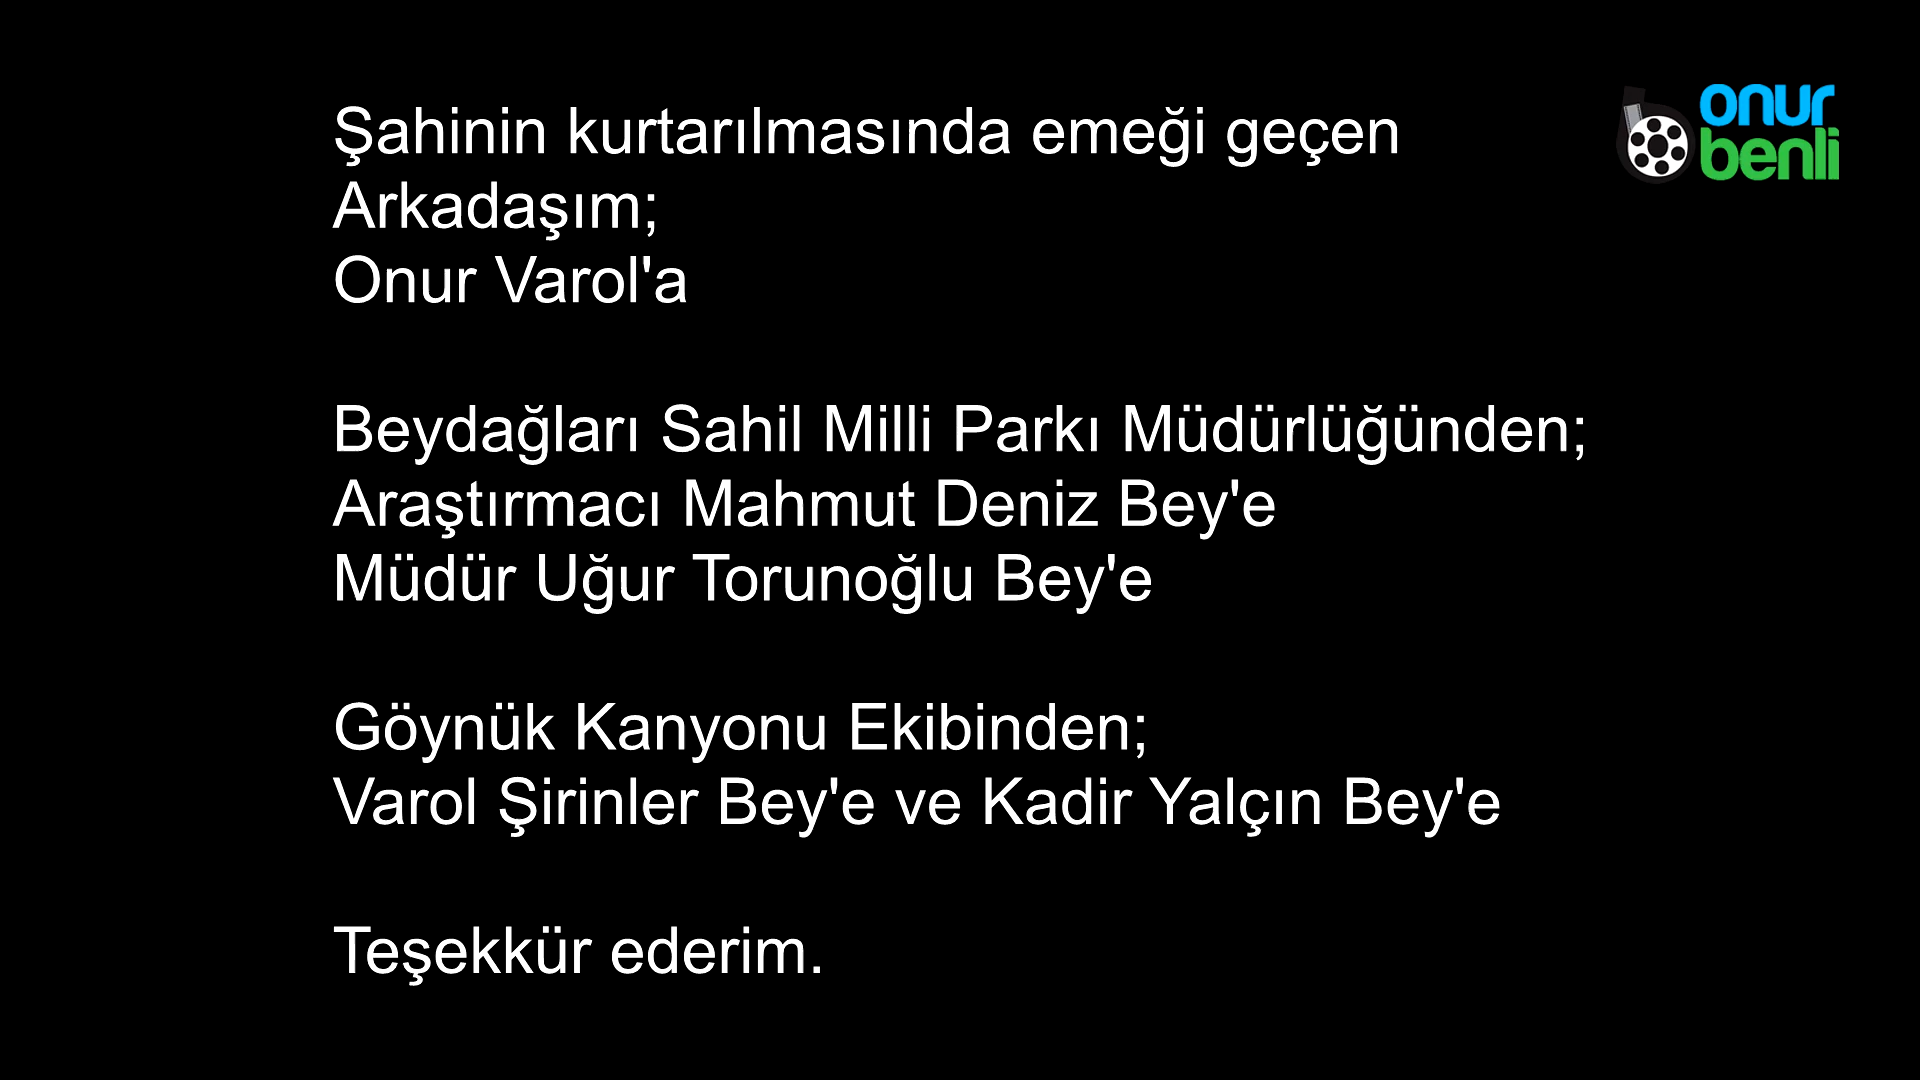 Şahinin kurtarılmasında emeği geçen
Arkadaşım;
Onur Varol'a
Beydağları Sahil Milli Parkı Müdürlüğünden;
Araştırmacı Mahmut Deniz Bey'e
Müdür Uğur Torunoğlu Bey'e
Göynük Kanyonu Ekibinden;
Varol Şirinler Bey'e ve Kadir Yalçın Bey'e
Teşekkür ederim.
onur
benli